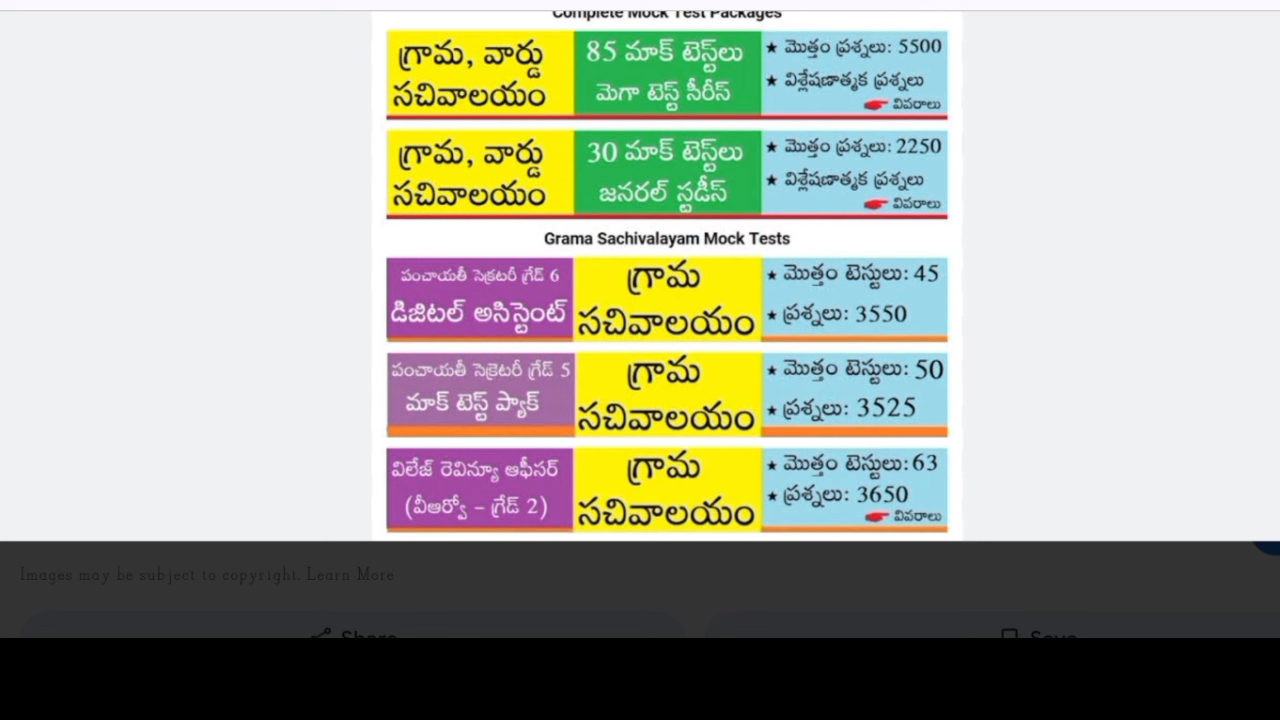 Complete Mock Test Packages
గ్రామ, వార్డు
సచివాలయం
85 మాక్ టెస్ట్‌లు
మెగా టెస్ట్ సిరీస్
★ మొత్తం ప్రశ్నలు: 5500
★ విశ్లేషణాత్మక ప్రశ్నలు
వివరాలు
గ్రామ, వార్డు
సచివాలయం
30 మాక్ టెస్ట్‌లు
జనరల్ స్టడీస్
★ మొత్తం ప్రశ్నలు: 2250
★ విశ్లేషణాత్మక ప్రశ్నలు
వివరాలు
Grama Sachivalayam Mock Tests
పంచాయతీ సెక్రటరీ గ్రేడ్ 6
డిజిటల్ అసిస్టెంట్
గ్రామ
సచివాలయం
★ మొత్తం టెస్టులు: 45
★ ప్రశ్నలు: 3550
పంచాయతీ సెక్రెటరీ గ్రేడ్ 5
మాక్ టెస్ట్ ప్యాక్
గ్రామ
సచివాలయం
★ మొత్తం టెస్టులు: 50
★ ప్రశ్నలు: 3525
విలేజ్ రెవిన్యూ ఆఫీసర్
(వీఆర్వో – గ్రేడ్ 2)
గ్రామ
సచివాలయం
★ మొత్తం టెస్టులు: 63
★ ప్రశ్నలు: 3650
వివరాలు
Images may be subject to copyright. Learn More
Share
Save